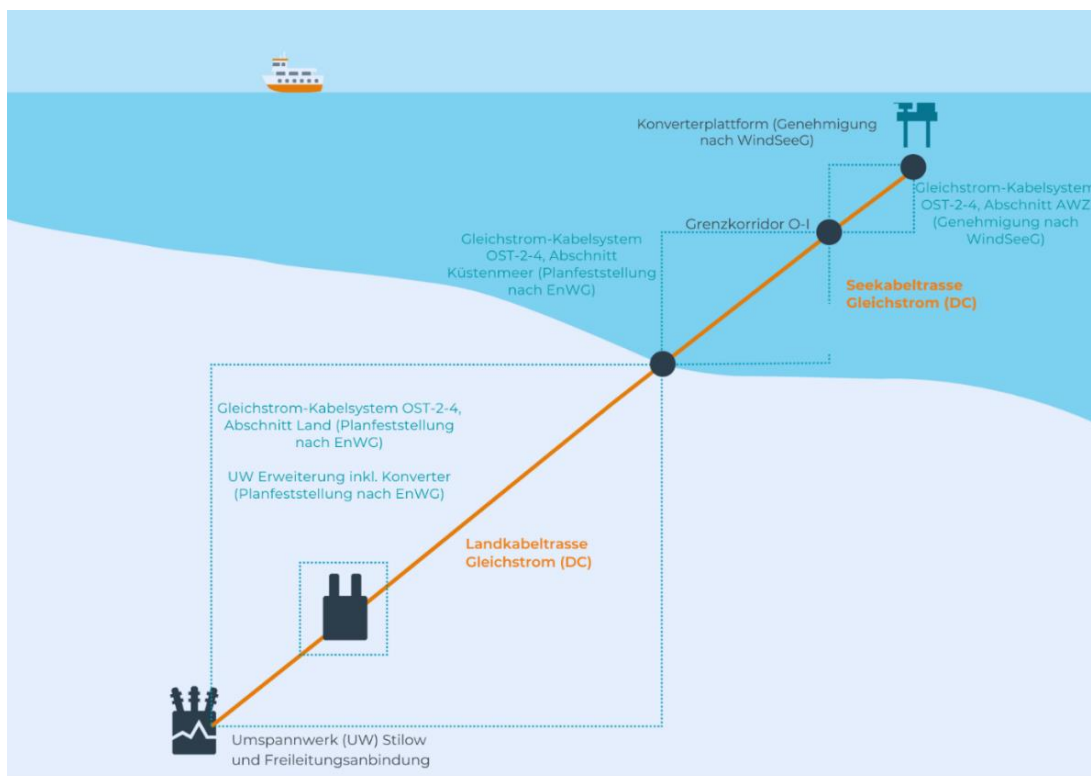 Konverterplattform (Genehmigung
nach WindSeeG)
Gleichstrom-Kabelsystem
OST-2-4, Abschnitt AWZ
(Genehmigung nach
WindSeeG)
Grenzkorridor O-I
Gleichstrom-Kabelsystem
OST-2-4, Abschnitt
Küstenmeer (Planfeststellung
nach EnWG)
Seekabeltrasse
Gleichstrom (DC)
Gleichstrom-Kabelsystem OST-2-4,
Abschnitt Land (Planfeststellung
nach EnWG)
UW Erweiterung inkl. Konverter
(Planfeststellung nach EnWG)
Landkabeltrasse
Gleichstrom (DC)
Umspannwerk (UW) Stilow
und Freileitungsanbindung